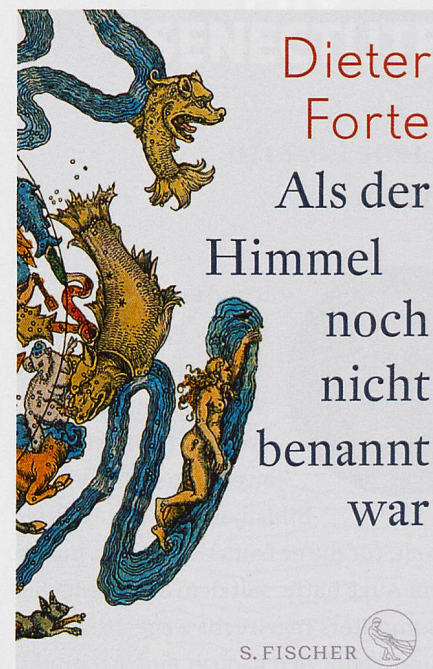 Dieter
Forte
Als der
Himmel
noch
nicht
benannt
war
S. FISCHER